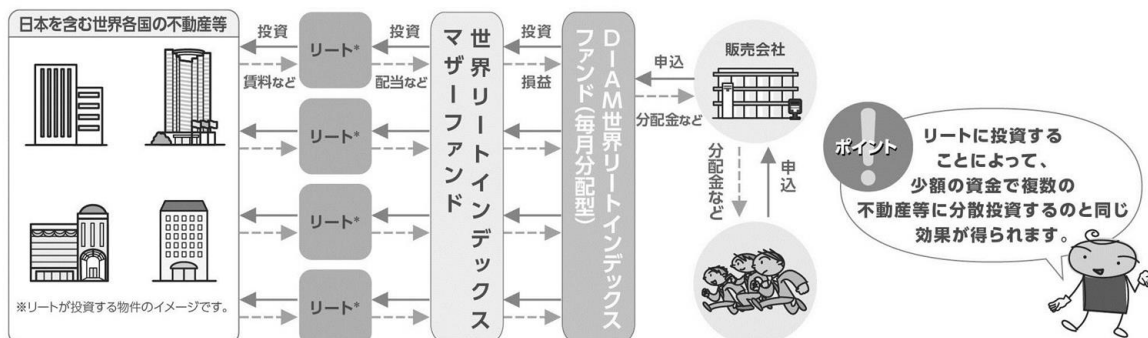 日本を含む世界各国の不動産等
※リートが投資する物件のイメージです。
投資
賃料など
リート*
リート*
リート*
リート*
投資
配当など
世界リートインデックス
マザーファンド
投資
損益
DIAM世界リートインデックス
ファンド(毎月分配型)
申込
分配金など
販売会社
分配金など
申込
ポイント
リートに投資する
ことによって、
少額の資金で複数の
不動産等に分散投資するのと同じ
効果が得られます。